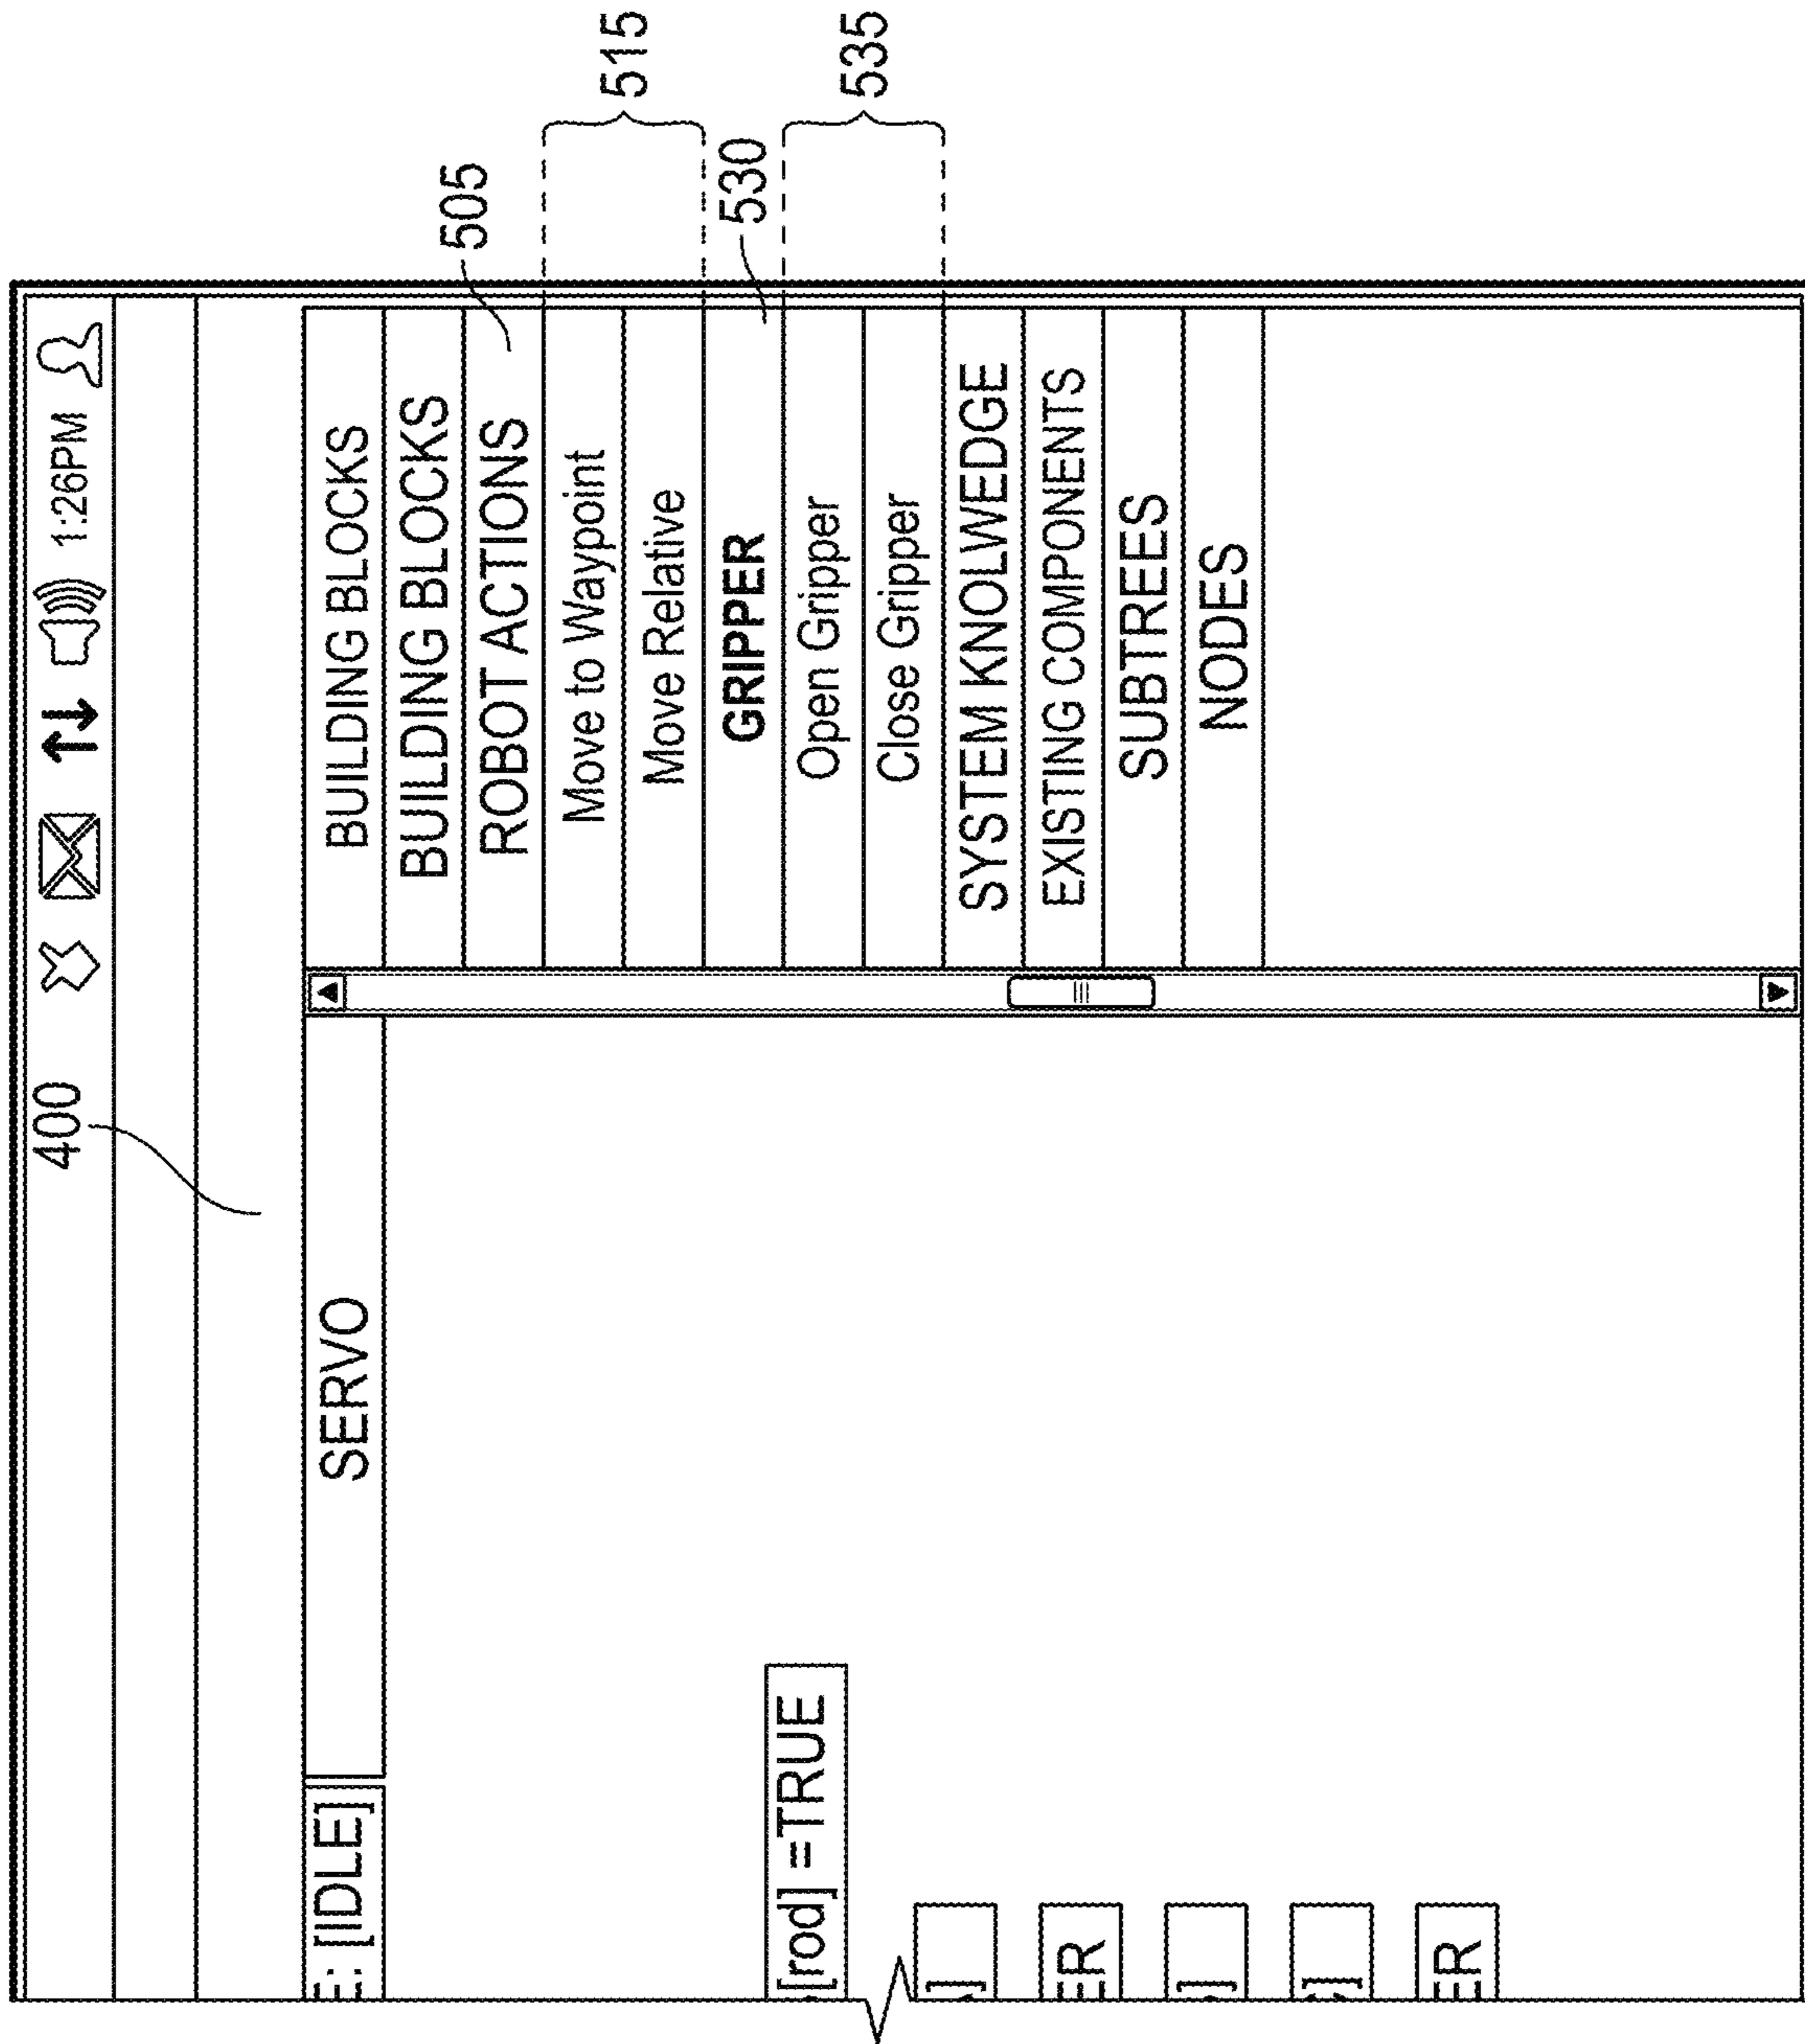 400
1:26PM
E: [IDLE]
SERVO
BUILDING BLOCKS
BUILDING BLOCKS
ROBOT ACTIONS
505
Move to Waypoint
Move Relative
515
GRIPPER
530
[rod] =TRUE
Open Gripper
Close Gripper
535
SYSTEM KNOLWEDGE
EXISTING COMPONENTS
ER
SUBTREES
NODES
ER